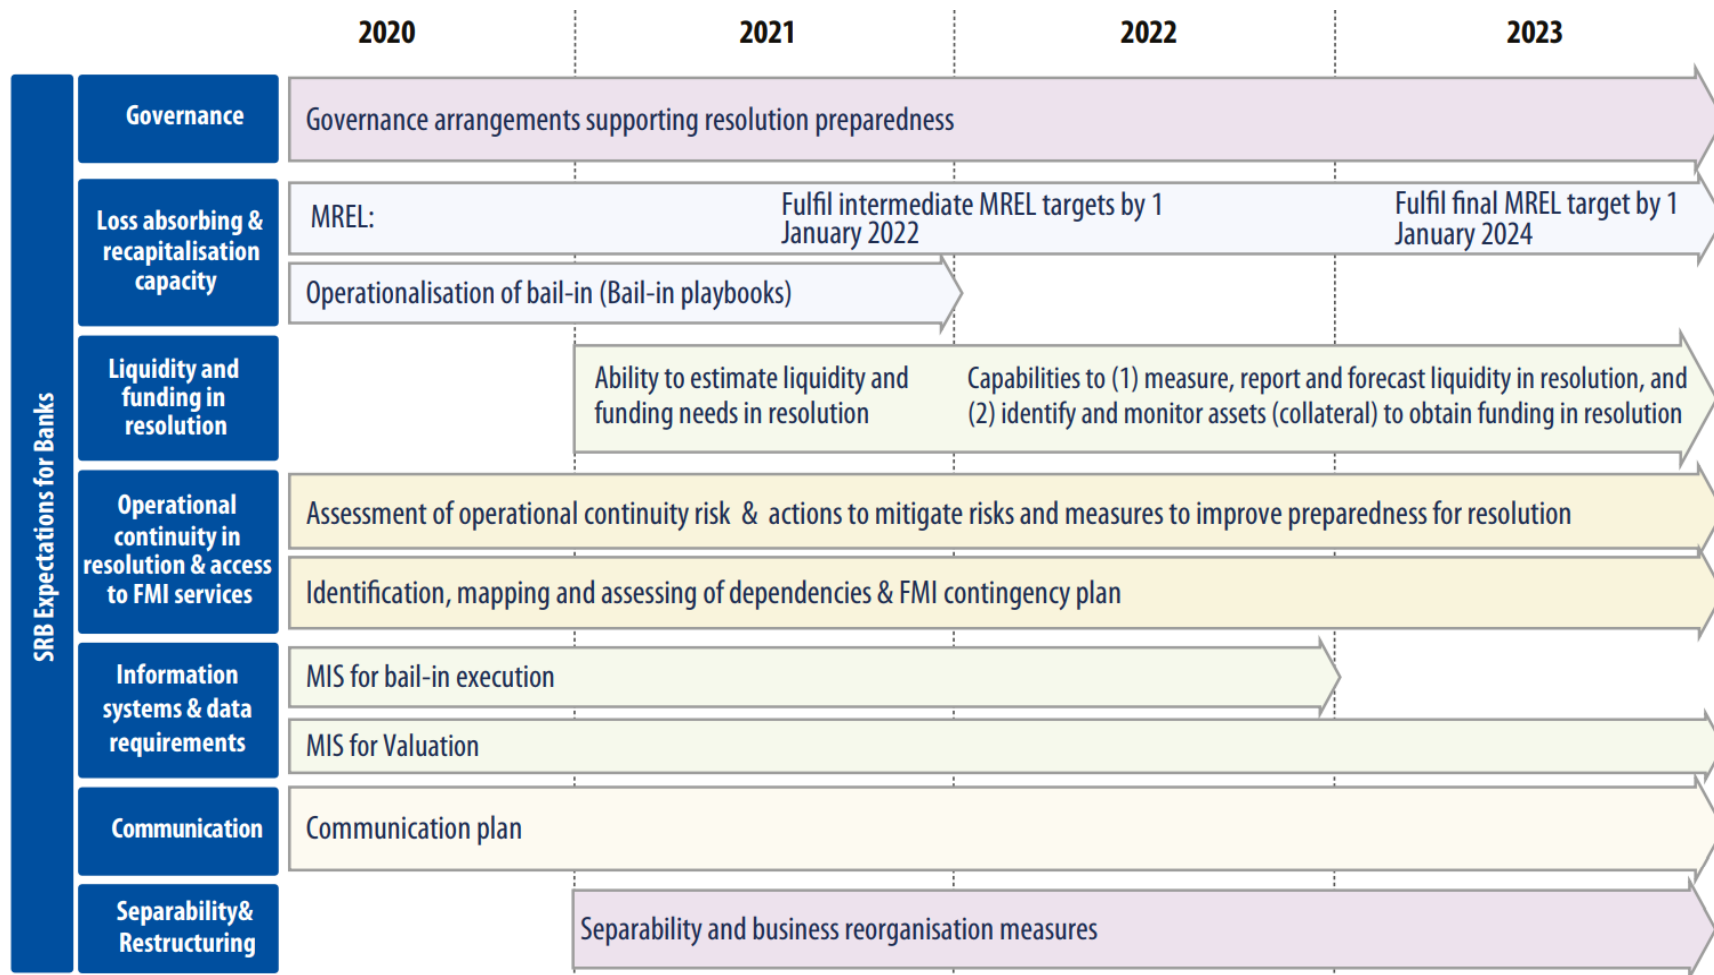 2020
2021
2022
2023
SRB Expectations for Banks
Governance
Governance arrangements supporting resolution preparedness
Loss absorbing &
recapitalisation
capacity
MREL:
Fulfil intermediate MREL targets by 1
January 2022
Fulfil final MREL target by 1
January 2024
Operationalisation of bail-in (Bail-in playbooks)
Liquidity and
funding in
resolution
Ability to estimate liquidity and
funding needs in resolution
Capabilities to (1) measure, report and forecast liquidity in resolution, and
(2) identify and monitor assets (collateral) to obtain funding in resolution
Operational
continuity in
resolution & access
to FMI services
Assessment of operational continuity risk & actions to mitigate risks and measures to improve preparedness for resolution
Identification, mapping and assessing of dependencies & FMI contingency plan
Information
systems & data
requirements
MIS for bail-in execution
MIS for Valuation
Communication
Communication plan
Separability&
Restructuring
Separability and business reorganisation measures